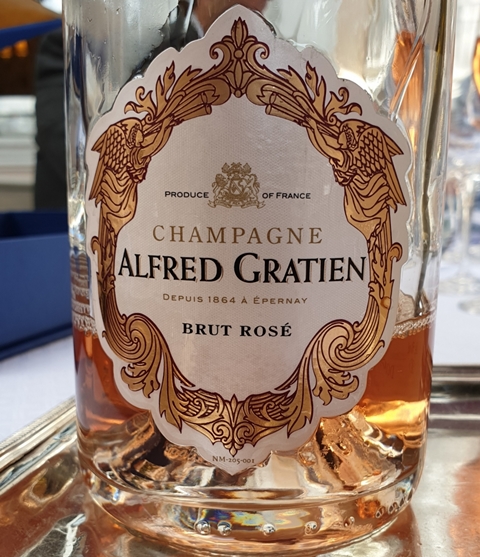 PRODUCE OF FRANCE
CHAMPAGNE
ALFRED GRATIEN
DEPUIS 1864 À ÉPERNAY
BRUT ROSÉ
NM-205-001